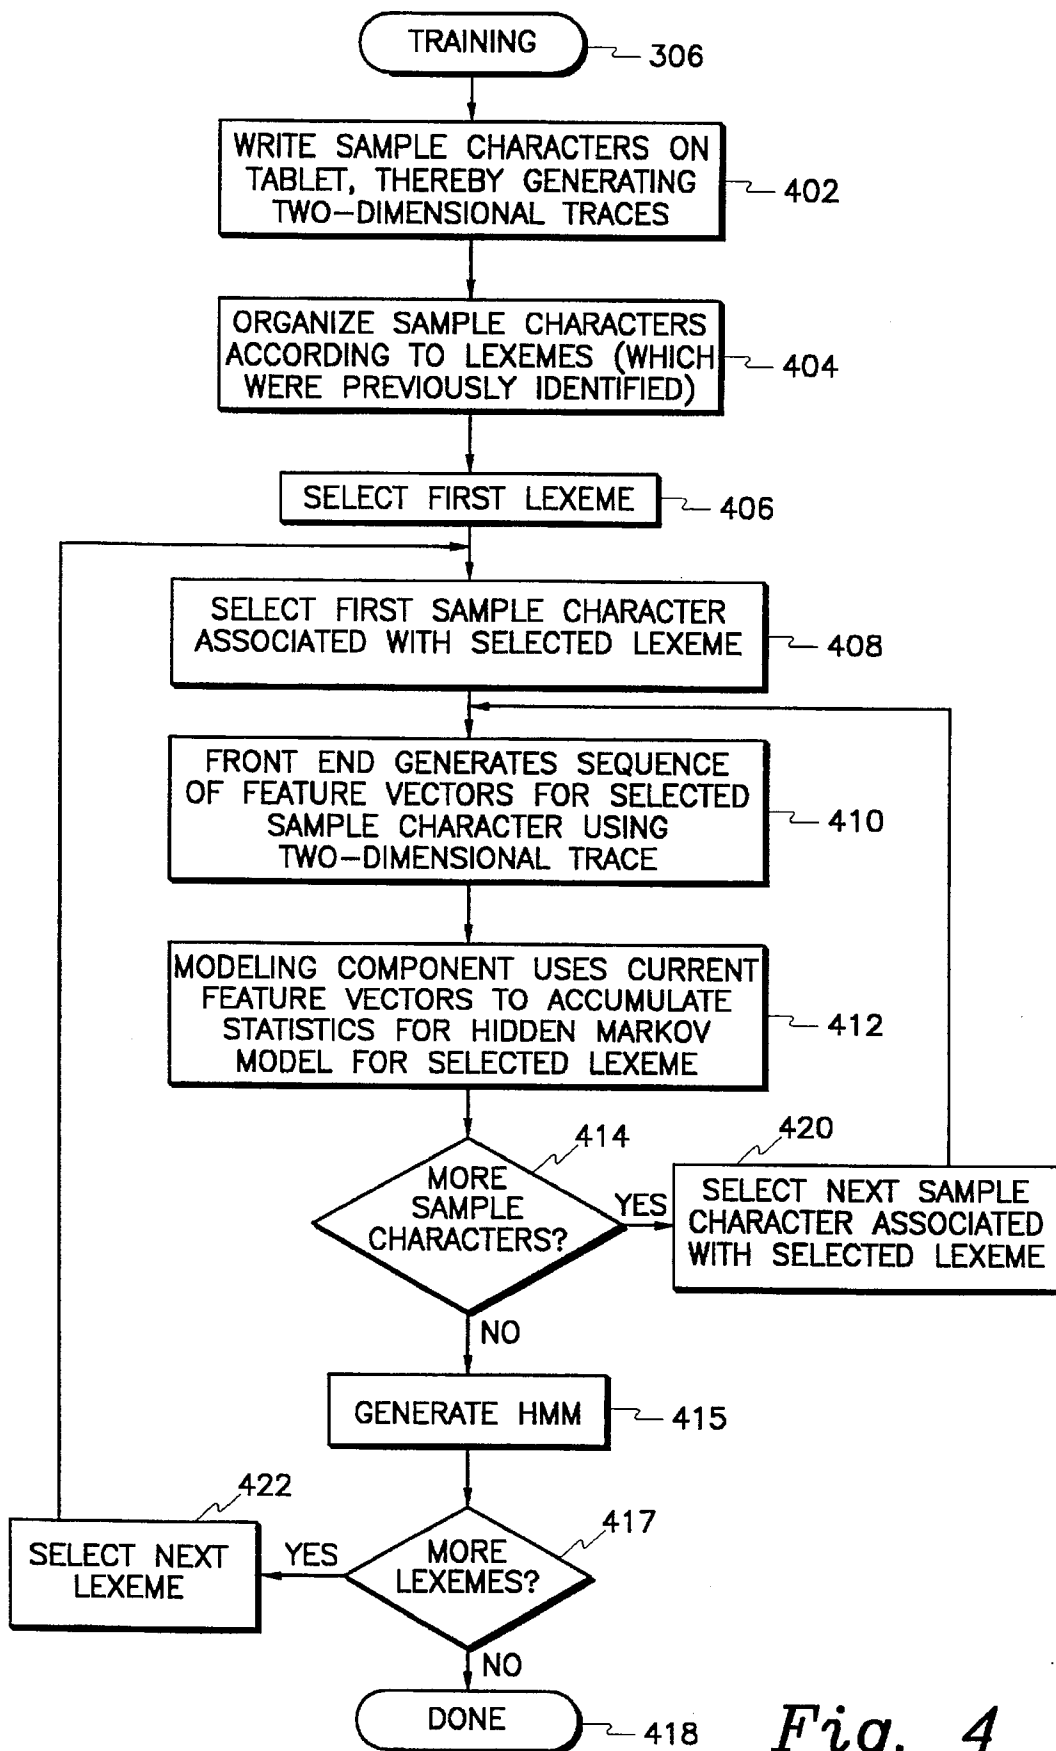 TRAINING
306
WRITE SAMPLE CHARACTERS ON
TABLET, THEREBY GENERATING
TWO-DIMENSIONAL TRACES
402
ORGANIZE SAMPLE CHARACTERS
ACCORDING TO LEXEMES (WHICH
WERE PREVIOUSLY IDENTIFIED)
404
SELECT FIRST LEXEME
406
SELECT FIRST SAMPLE CHARACTER
ASSOCIATED WITH SELECTED LEXEME
408
FRONT END GENERATES SEQUENCE
OF FEATURE VECTORS FOR SELECTED
SAMPLE CHARACTER USING
TWO-DIMENSIONAL TRACE
410
MODELING COMPONENT USES CURRENT
FEATURE VECTORS TO ACCUMULATE
STATISTICS FOR HIDDEN MARKOV
MODEL FOR SELECTED LEXEME
412
MORE
SAMPLE
CHARACTERS?
414
YES
420
SELECT NEXT SAMPLE
CHARACTER ASSOCIATED
WITH SELECTED LEXEME
NO
GENERATE HMM
415
MORE
LEXEMES?
417
YES
422
SELECT NEXT
LEXEME
NO
DONE
418
Fig. 4